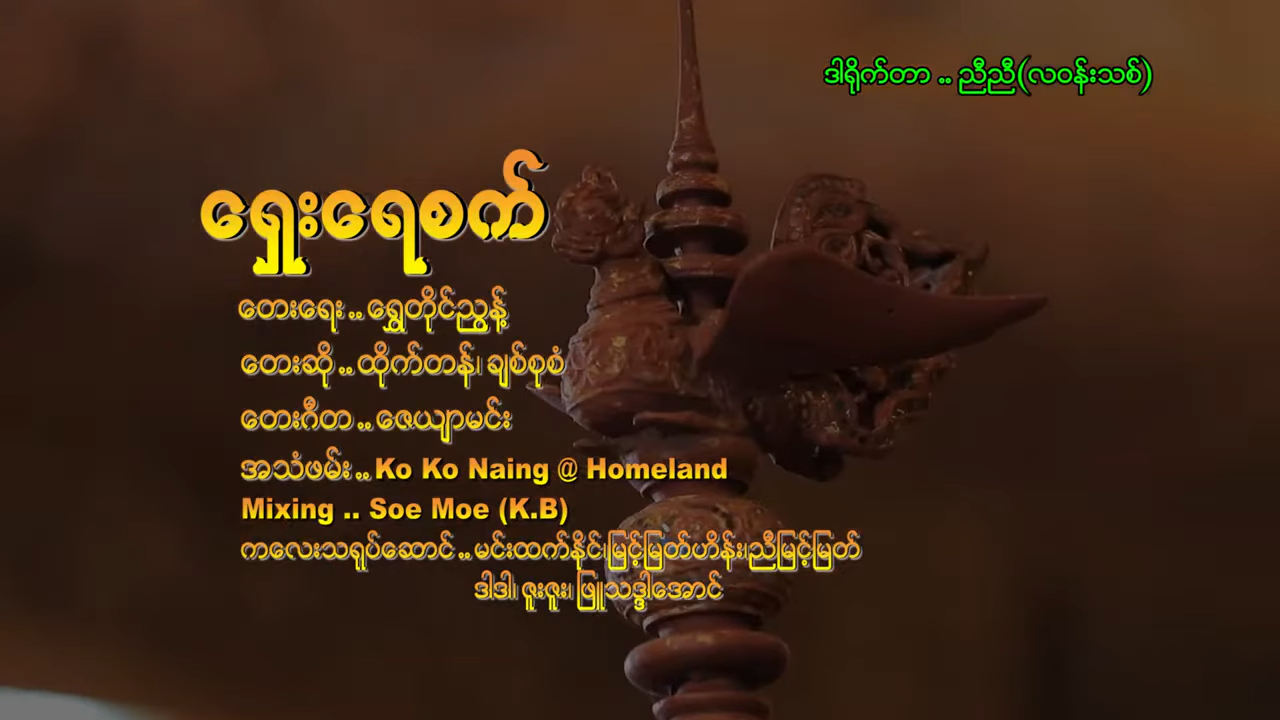 ဒါရိုက်တာ .. ညီညီ(လဝန်းသစ်)
ရှေးရေစက်
တေးရေး .. ရွှေတိုင်ညွန့်
တေးဆို .. ထိုက်တန်၊ ချစ်စုစံ
တေးဂီတ .. ဇေယျာမင်း
အသံဖမ်း .. Ko Ko Naing @ Homeland
Mixing .. Soe Moe (K.B)
ကလေးသရုပ်ဆောင် .. မင်းထက်နိုင်၊မြင့်မြတ်ဟိန်း၊ညီမြင့်မြတ်
ဒါဒါ၊ ဇူးဇူး၊ ဖြူသဒ္ဒါအောင်